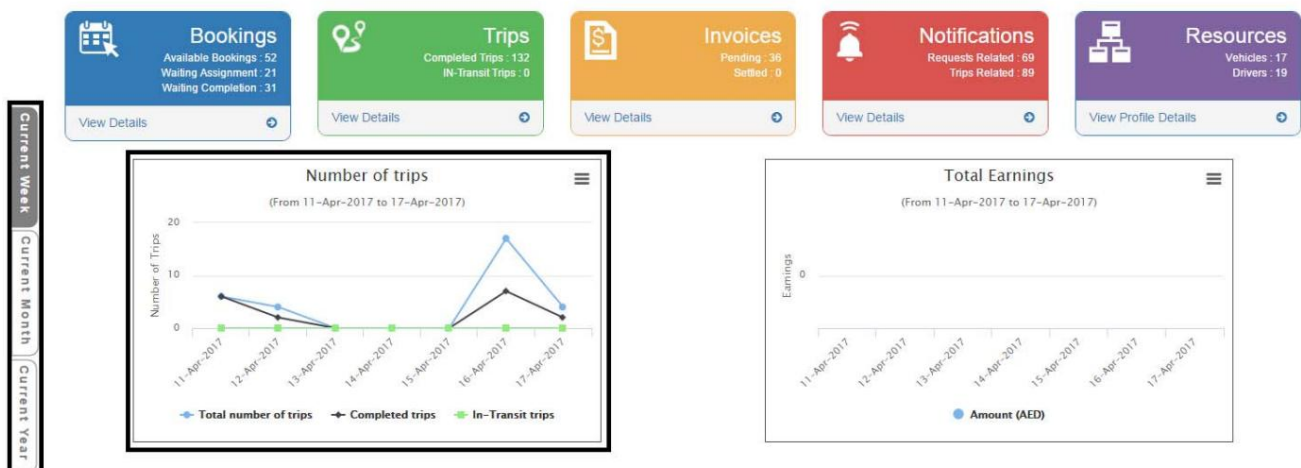 Bookings
Available Bookings : 52
Waiting Assignment : 21
Waiting Completion : 31
View Details
Trips
Completed Trips : 132
IN-Transit Trips : 0
View Details
Invoices
Pending : 36
Settled : 0
View Details
Notifications
Requests Related : 69
Trips Related : 89
View Details
Resources
Vehicles : 17
Drivers : 19
View Profile Details
Current Week
Current Month
Current Year
Number of trips
(From 11-Apr-2017 to 17-Apr-2017)
Number of Trips
20
10
0
11-Apr-2017
12-Apr-2017
13-Apr-2017
14-Apr-2017
15-Apr-2017
16-Apr-2017
17-Apr-2017
Total number of trips
Completed trips
In-Transit trips
Total Earnings
(From 11-Apr-2017 to 17-Apr-2017)
Earnings
0
11-Apr-2017
12-Apr-2017
13-Apr-2017
14-Apr-2017
15-Apr-2017
16-Apr-2017
17-Apr-2017
Amount (AED)